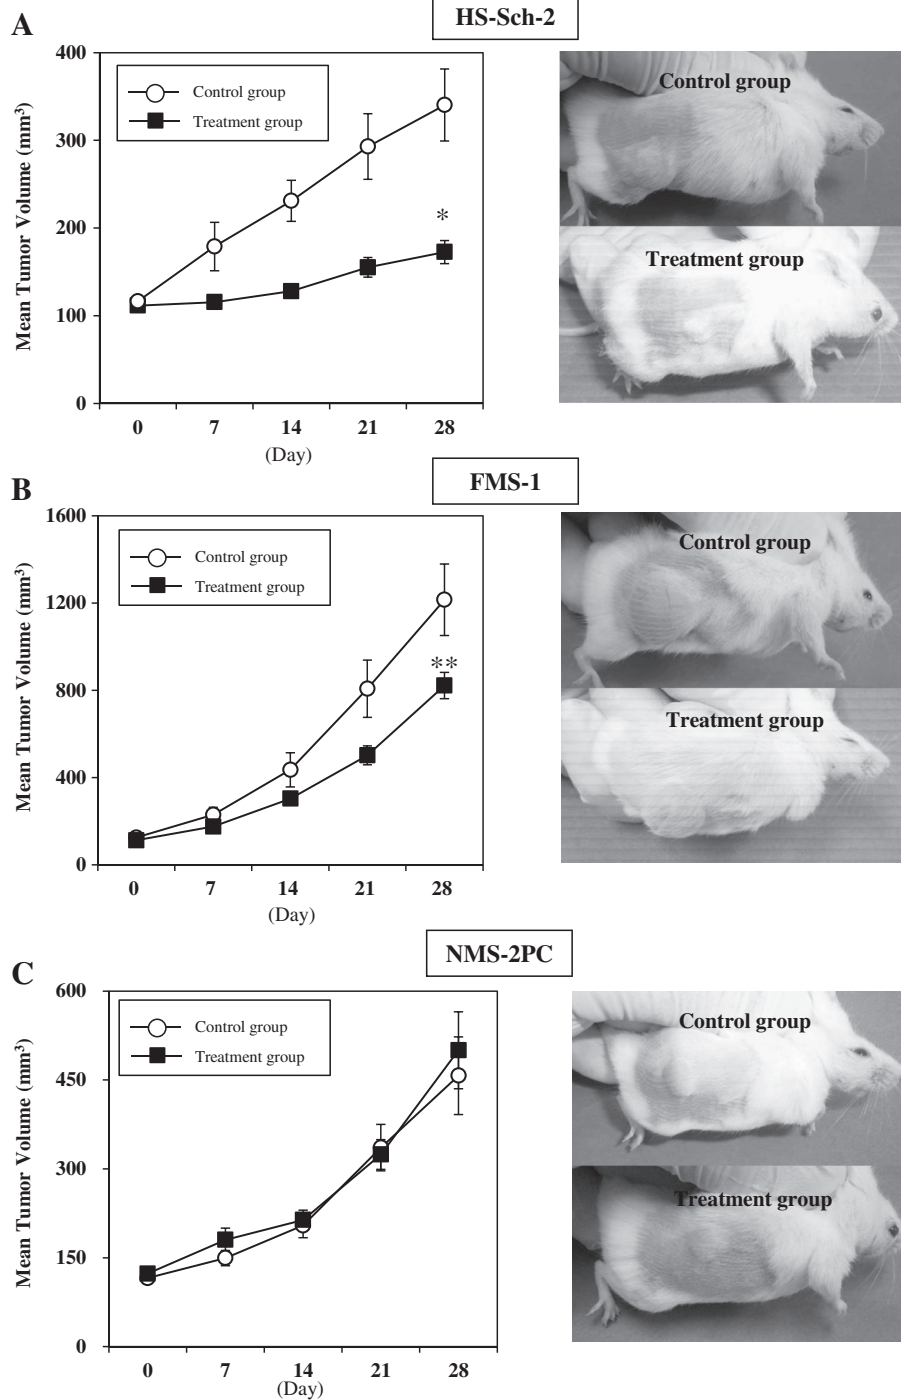 A
HS-Sch-2
Mean Tumor Volume (mm³)
400
300
200
100
0
Control group
Treatment group
*
0 7 14 21 28
(Day)
Control group
Treatment group
B
FMS-1
Mean Tumor Volume (mm³)
1600
1200
800
400
0
Control group
Treatment group
**
0 7 14 21 28
(Day)
Control group
Treatment group
C
NMS-2PC
Mean Tumor Volume (mm³)
600
450
300
150
0
Control group
Treatment group
0 7 14 21 28
(Day)
Control group
Treatment group